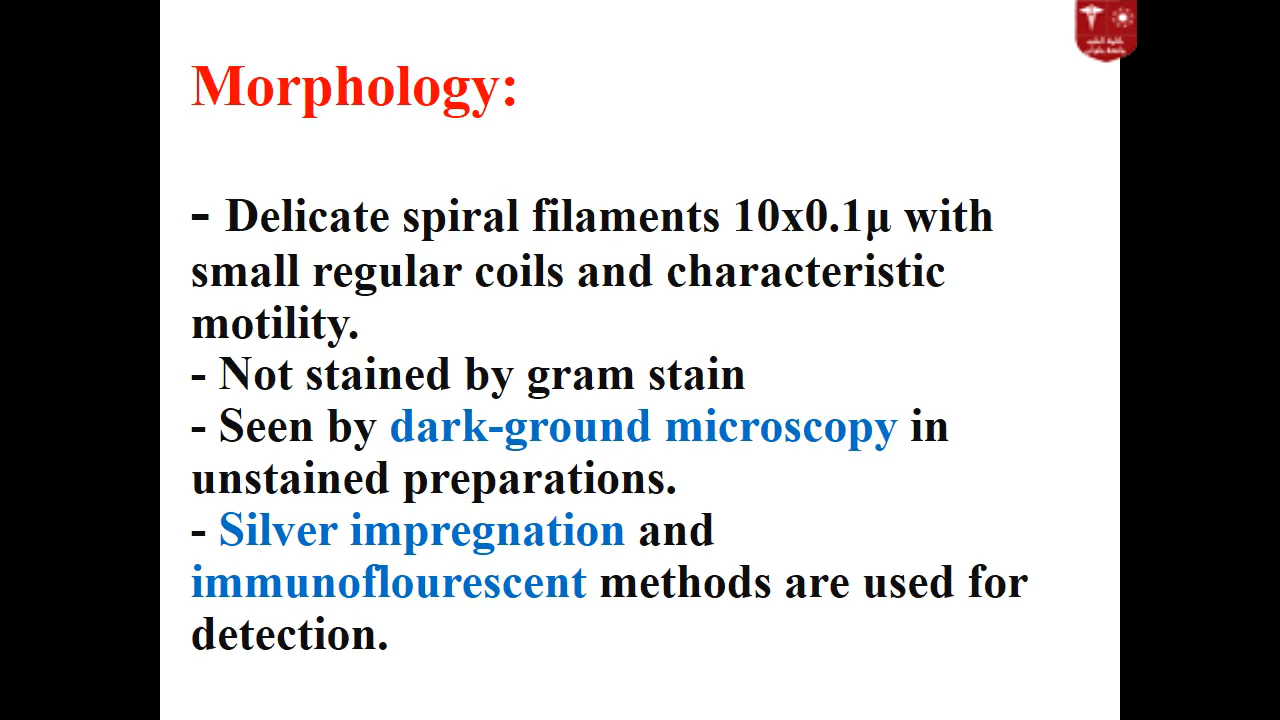 Morphology:
- Delicate spiral filaments 10x0.1µ with
small regular coils and characteristic
motility.
- Not stained by gram stain
- Seen by dark-ground microscopy in
unstained preparations.
- Silver impregnation and
immunoflourescent methods are used for
detection.